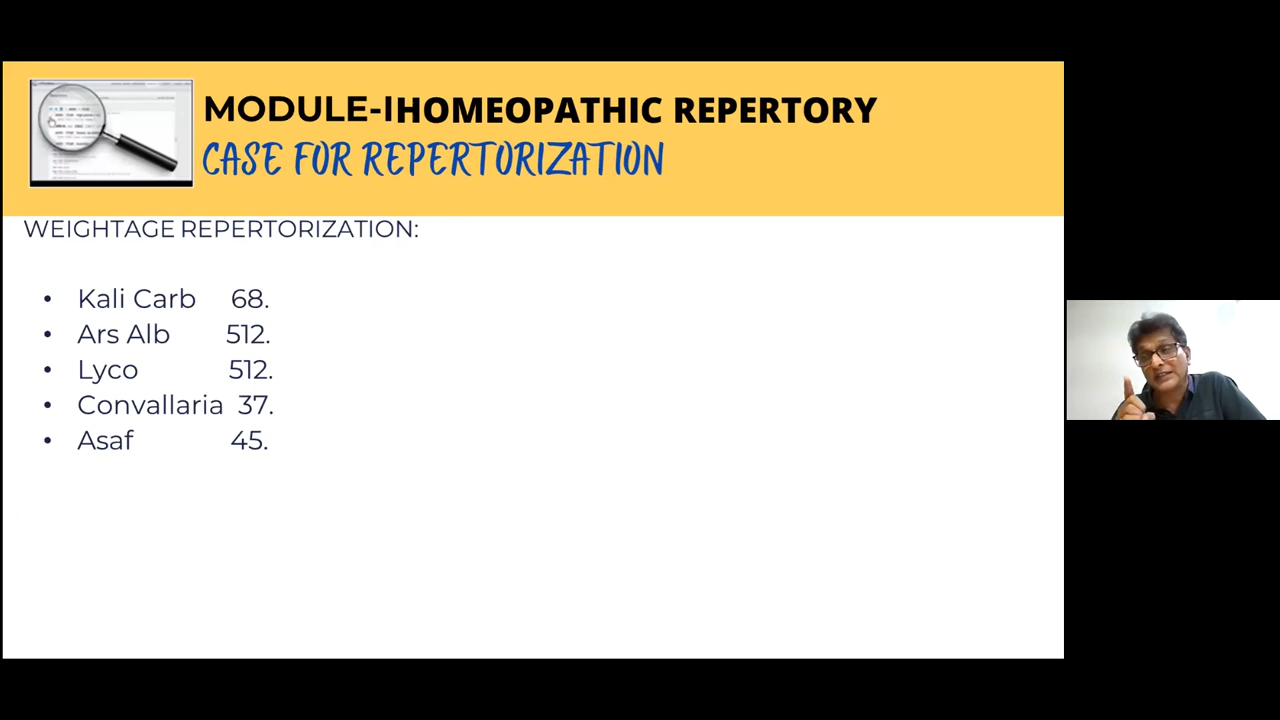 MODULE-IHOMEOPATHIC REPERTORY
CASE FOR REPERTORIZATION
WEIGHTAGE REPERTORIZATION:
• Kali Carb 68.
• Ars Alb 512.
• Lyco 512.
• Convallaria 37.
• Asaf 45.